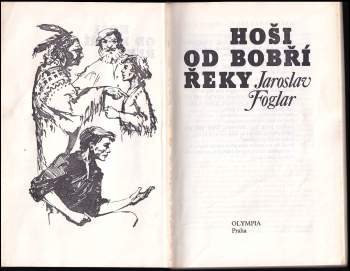 HOŠI
OD BOBŘÍ
ŘEKY Jaroslav
Foglar
OLYMPIA
Praha